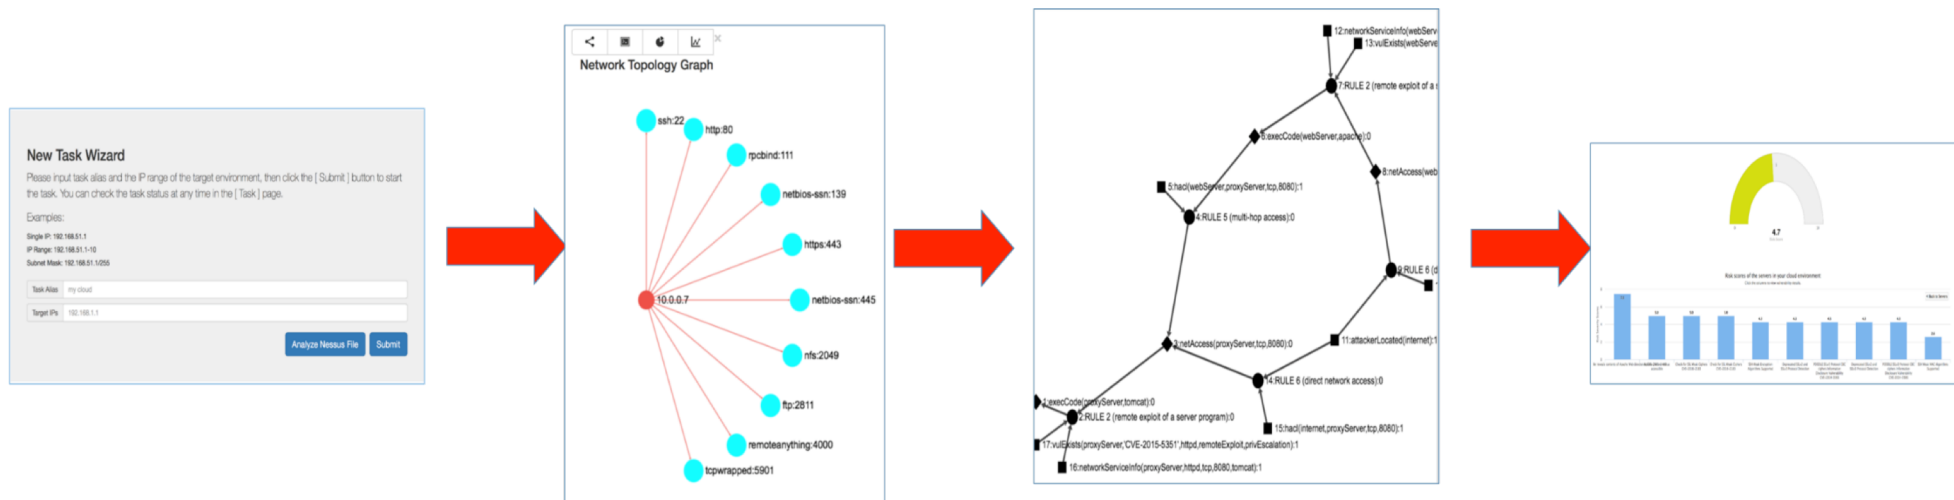 New Task Wizard
Please input task alias and the IP range of the target environment, then click the [ Submit ] button to start
the task. You can check the task status at any time in the [ Task ] page.
Examples:
Single IP: 192.168.51.1
IP Range: 192.168.51.1-10
Subnet Mask: 192.168.51.1/255
Task Alias my cloud
Target IPs 192.168.1.1
Analyze Nessus File Submit
Network Topology Graph
ssh:22
http:80
rpcbind:111
netbios-ssn:139
https:443
10.0.0.7
netbios-ssn:445
nfs:2049
ftp:2811
remoteanything:4000
tcpwrapped:5901
12:networkServiceInfo(webServ
13:vulExists(webServe
7:RULE 2 (remote exploit of a s
6:execCode(webServer,apache):0
8:netAccess(web
5:hacl(webServer,proxyServer,tcp,8080):1
4:RULE 5 (multi-hop access):0
9:RULE 6 (d
3:netAccess(proxyServer,tcp,8080):0
11:attackerLocated(internet):1
14:RULE 6 (direct network access):0
1:execCode(proxyServer,tomcat):0
2:RULE 2 (remote exploit of a server program):0
15:hacl(internet,proxyServer,tcp,8080):1
17:vulExists(proxyServer,'CVE-2015-5351',httpd,remoteExploit,privEscalation):1
16:networkServiceInfo(proxyServer,httpd,tcp,8080,tomcat):1
4.7
Risk scores of the servers in your cloud environment